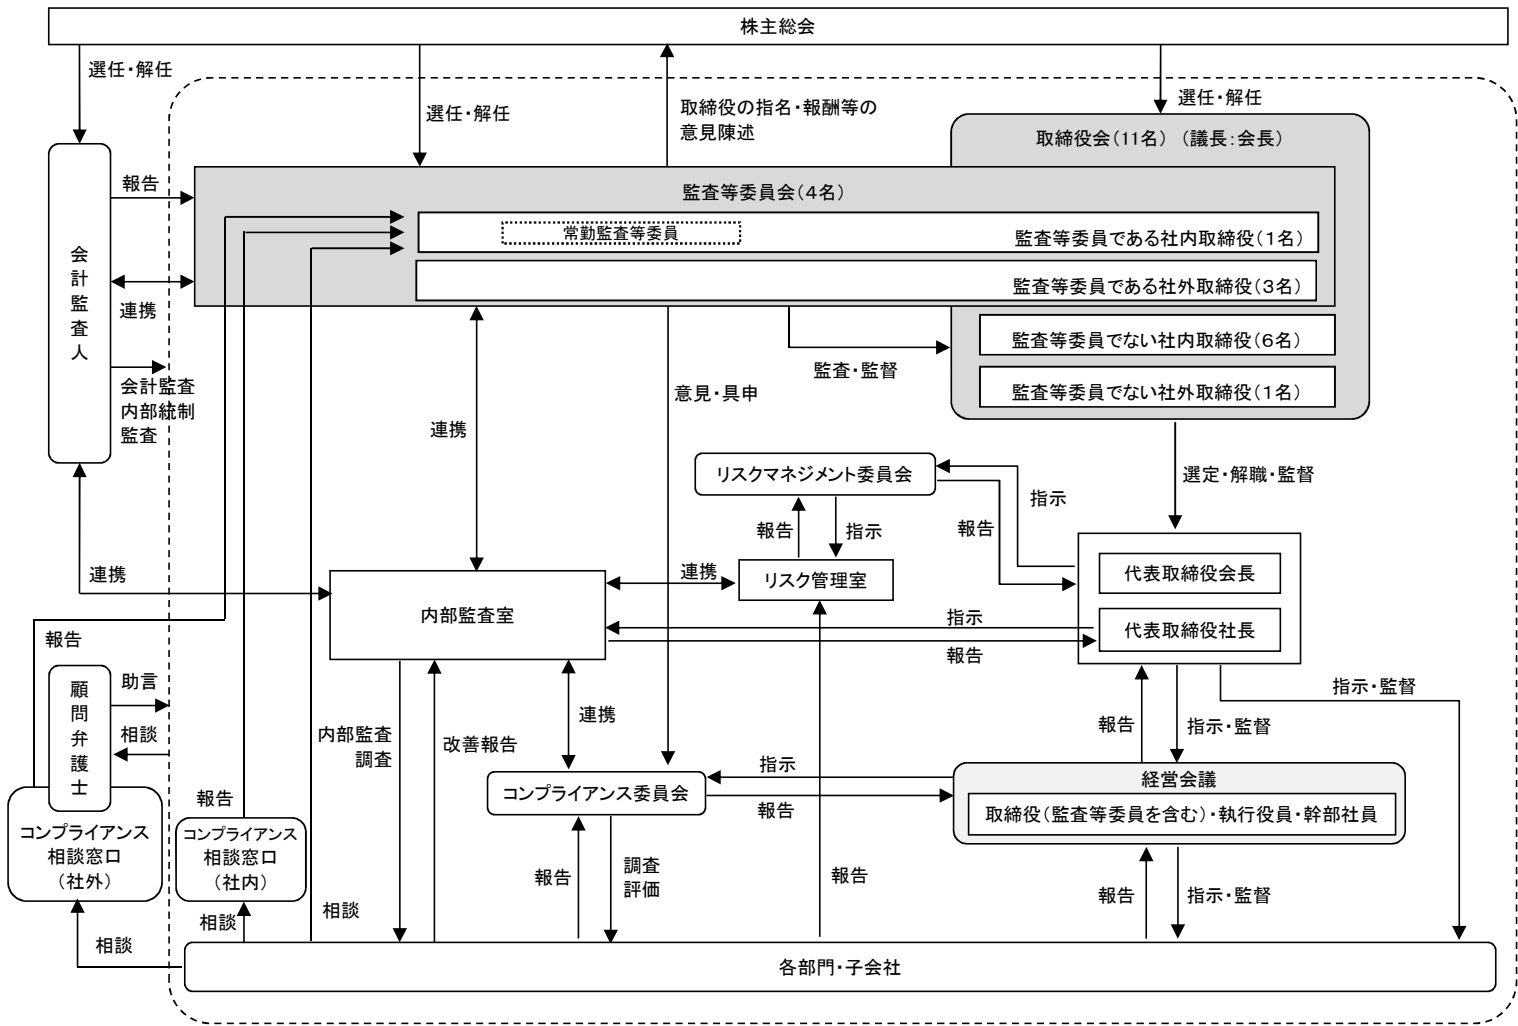 株主総会
選任・解任
選任・解任
取締役の指名・報酬等の
意見陳述
選任・解任
取締役会（11名）（議長：会長）
報告
監査等委員会（４名）
常勤監査等委員
監査等委員である社内取締役（１名）
会計監査人
連携
監査等委員である社外取締役（３名）
監査等委員でない社内取締役（６名）
監査・監督
会計監査
内部統制
監査
意見・具申
監査等委員でない社外取締役（１名）
連携
リスクマネジメント委員会
選定・解職・監督
指示
報告
報告
指示
連携
連携
リスク管理室
代表取締役会長
内部監査室
指示
代表取締役社長
報告
報告
顧問弁護士
助言
相談
内部監査
調査
改善報告
連携
報告
指示・監督
指示・監督
指示
経営会議
コンプライアンス委員会
報告
取締役（監査等委員を含む）・執行役員・幹部社員
報告
コンプライアンス
相談窓口
（社外）
コンプライアンス
相談窓口
（社内）
報告
調査
評価
報告
報告
指示・監督
相談
相談
相談
各部門・子会社